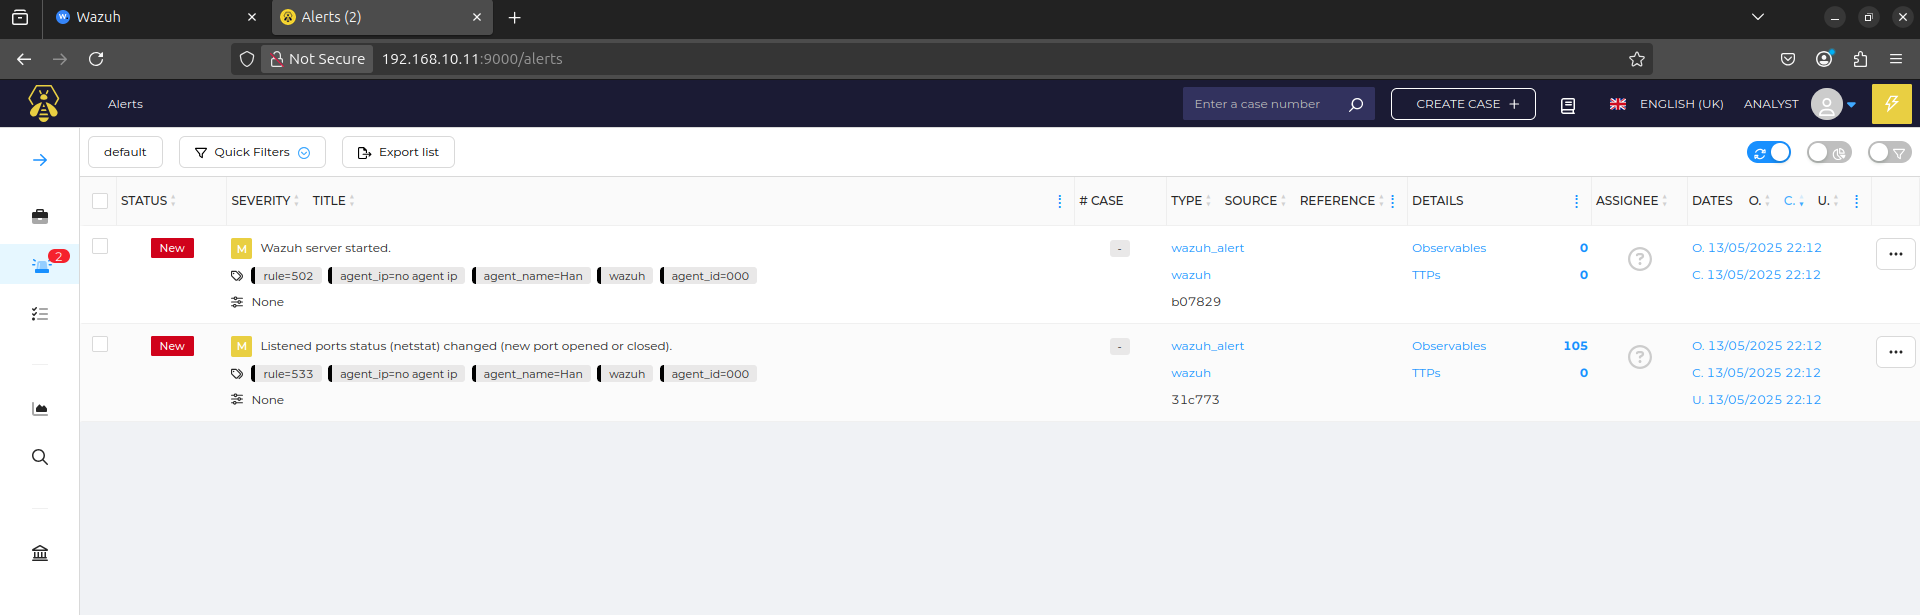 Wazuh
Alerts (2)
Not Secure 192.168.10.11:9000/alerts
Alerts
Enter a case number
CREATE CASE +
ENGLISH (UK)
ANALYST
default
Quick Filters
Export list
STATUS SEVERITY TITLE # CASE TYPE SOURCE REFERENCE DETAILS ASSIGNEE DATES O. C. U.
New M Wazuh server started. - wazuh_alert Observables 0 ? O. 13/05/2025 22:12
rule=502 agent_ip=no agent ip agent_name=Han wazuh agent_id=000 wazuh TTPs 0 C. 13/05/2025 22:12
None b07829
2
New M Listened ports status (netstat) changed (new port opened or closed). - wazuh_alert Observables 105 ? O. 13/05/2025 22:12
rule=533 agent_ip=no agent ip agent_name=Han wazuh agent_id=000 wazuh TTPs 0 C. 13/05/2025 22:12
None 31c773 U. 13/05/2025 22:12